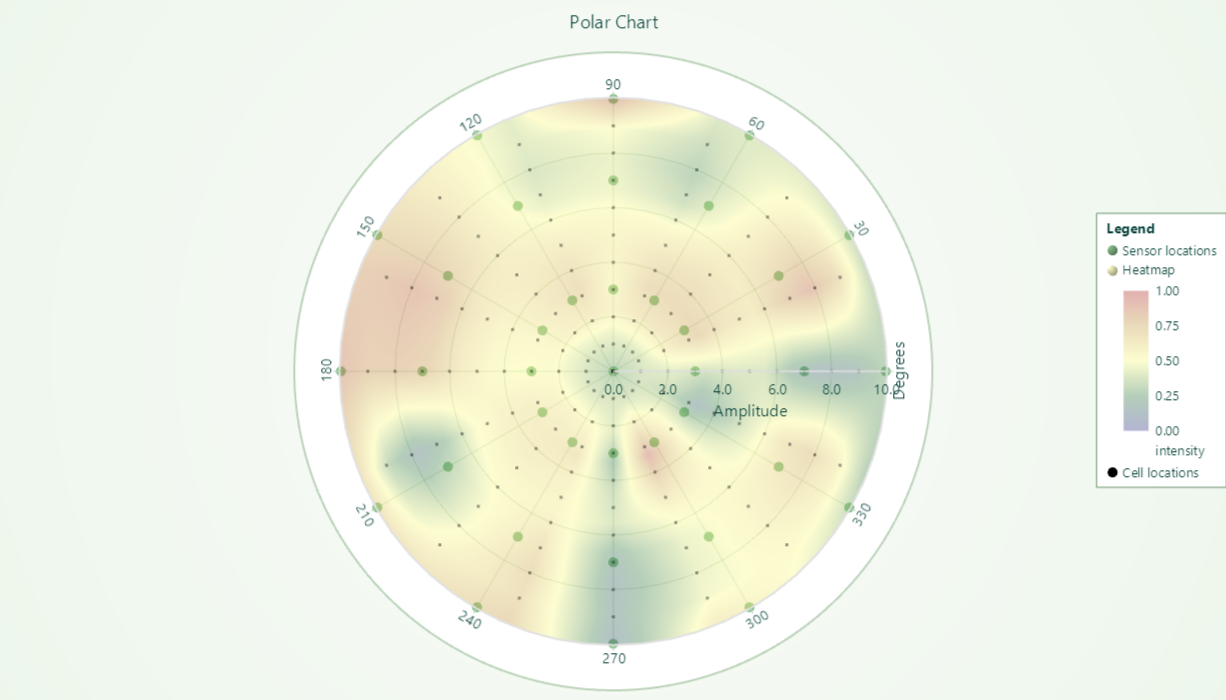 Polar Chart
90
120
60
150
30
180
0.0 2.0 4.0 6.0 8.0 10.0
Degrees
Amplitude
210
330
240
300
270
Legend
Sensor locations
Heatmap
1.00
0.75
0.50
0.25
0.00
intensity
Cell locations